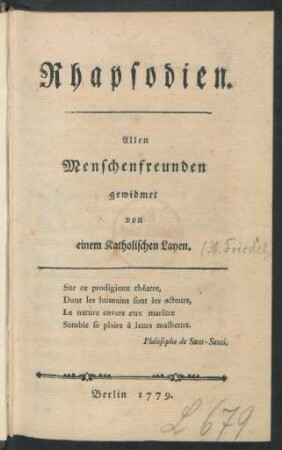 Rhapsodien.
Allen
Menschenfreunden
gewidmet
von
einem Katholischen Layen.
(H. Friedel)
Sur ce prodigieux théatre,
Dont les humains sont les acteurs,
La nature envers eux marâtre
Semble se plaire à leurs malheurs.
Philosophe de Sans-Souci,
Berlin 1779.
L 679.